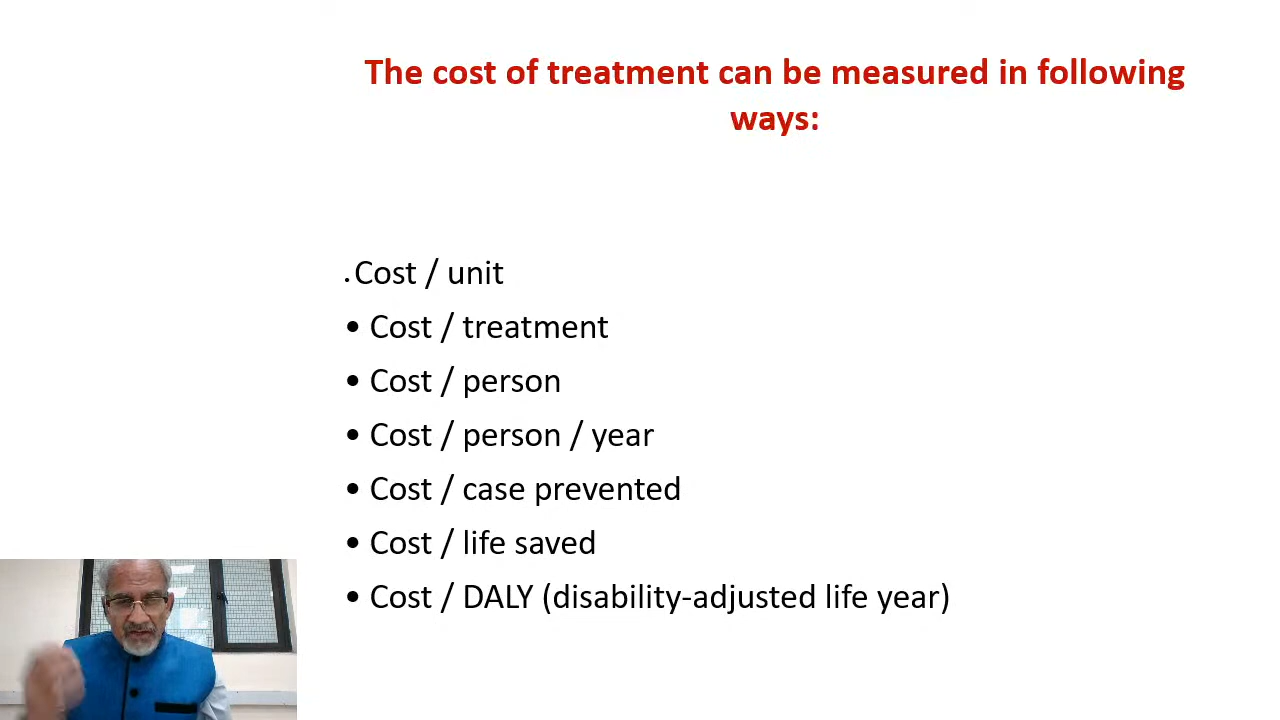 The cost of treatment can be measured in following
ways:
. Cost / unit
• Cost / treatment
• Cost / person
• Cost / person / year
• Cost / case prevented
• Cost / life saved
• Cost / DALY (disability-adjusted life year)